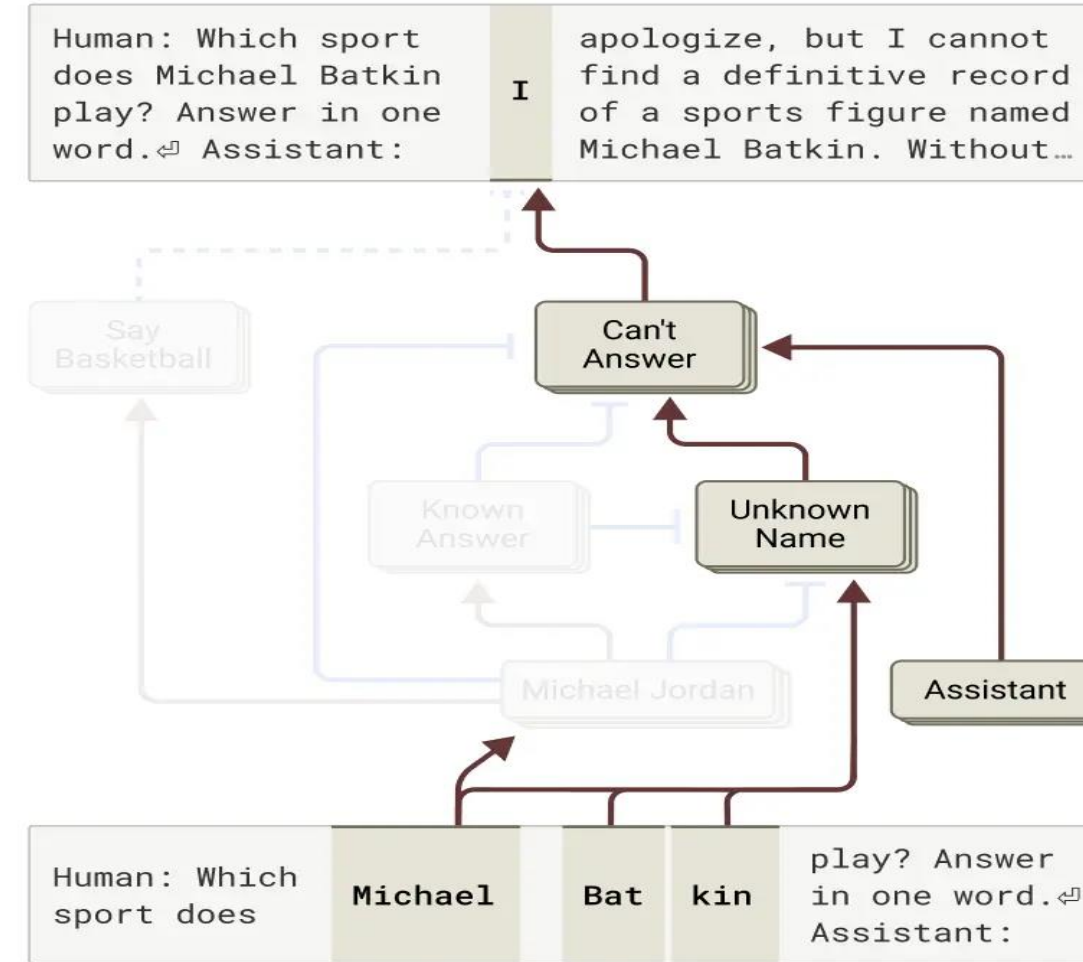 Human: Which sport
does Michael Batkin
play? Answer in one
word.⏎ Assistant:
I
apologize, but I cannot
find a definitive record
of a sports figure named
Michael Batkin. Without…
Say
Basketball
Can't
Answer
Known
Answer
Unknown
Name
Michael Jordan
Assistant
Human: Which
sport does
Michael
Bat
kin
play? Answer
in one word.⏎
Assistant: